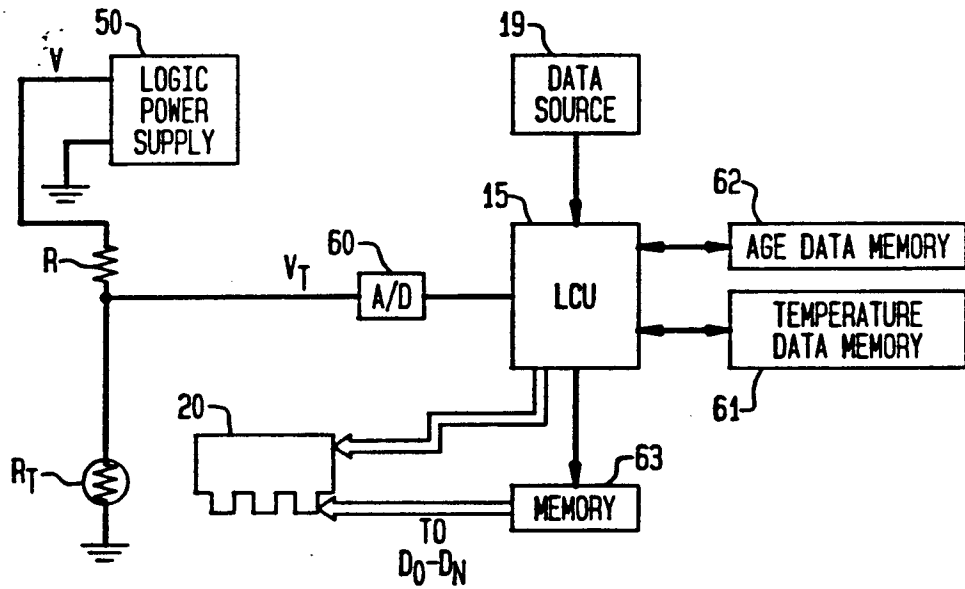 50
19
V
LOGIC
POWER
SUPPLY
DATA
SOURCE
15
62
R
60
V_T
A/D
LCU
AGE DATA MEMORY
TEMPERATURE
DATA MEMORY
61
20
R_T
63
MEMORY
TO
D_0-D_N